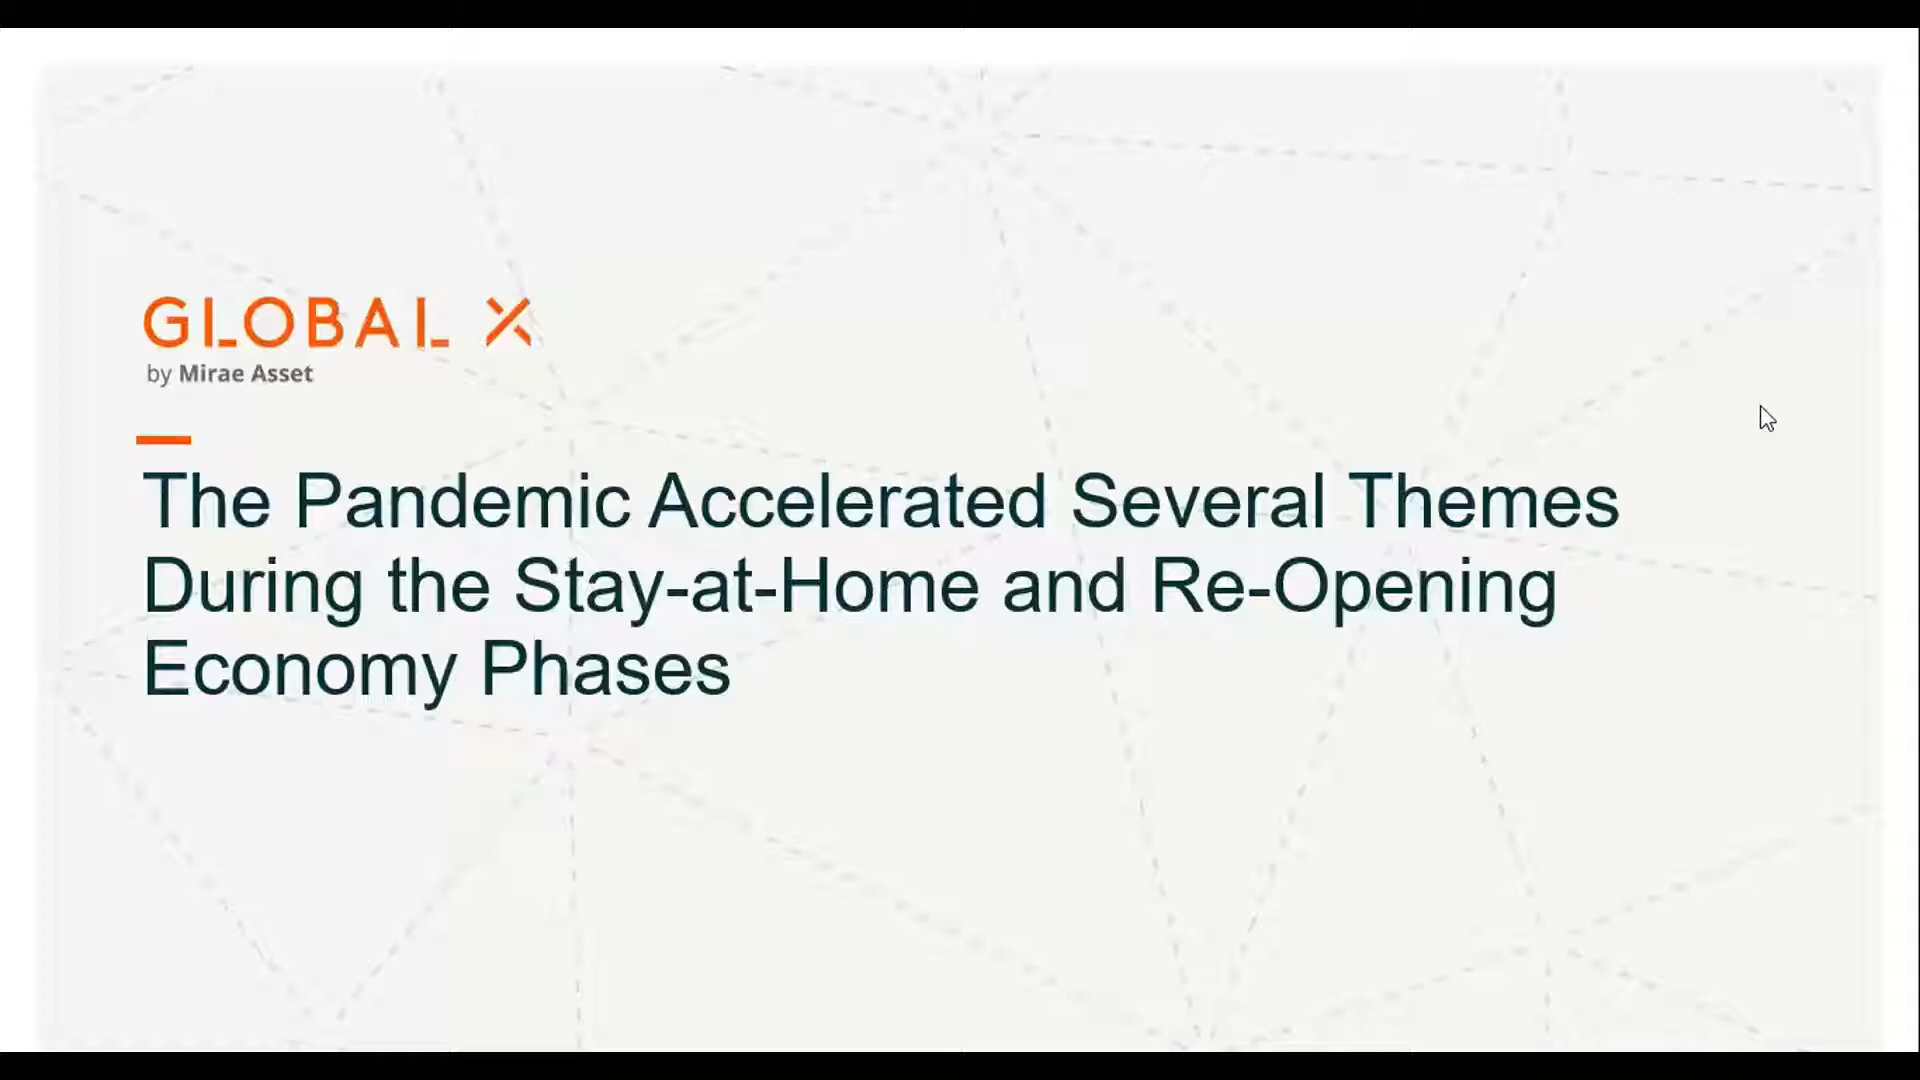 GLOBAL X
by Mirae Asset
The Pandemic Accelerated Several Themes
During the Stay-at-Home and Re-Opening
Economy Phases